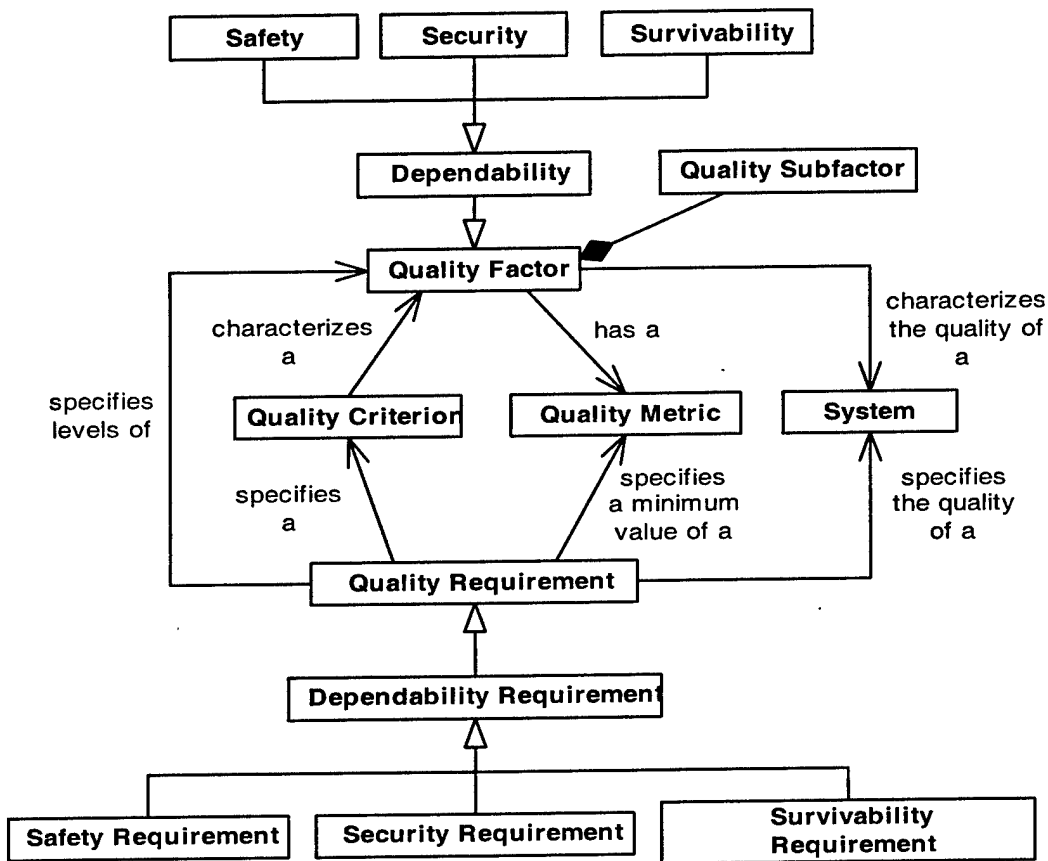 Safety
Security
Survivability
Dependability
Quality Subfactor
Quality Factor
characterizes
a
has a
characterizes
the quality of
a
specifies
levels of
Quality Criterion
Quality Metric
System
specifies
a
specifies
a minimum
value of a
specifies
the quality
of a
Quality Requirement
Dependability Requirement
Safety Requirement
Security Requirement
Survivability
Requirement